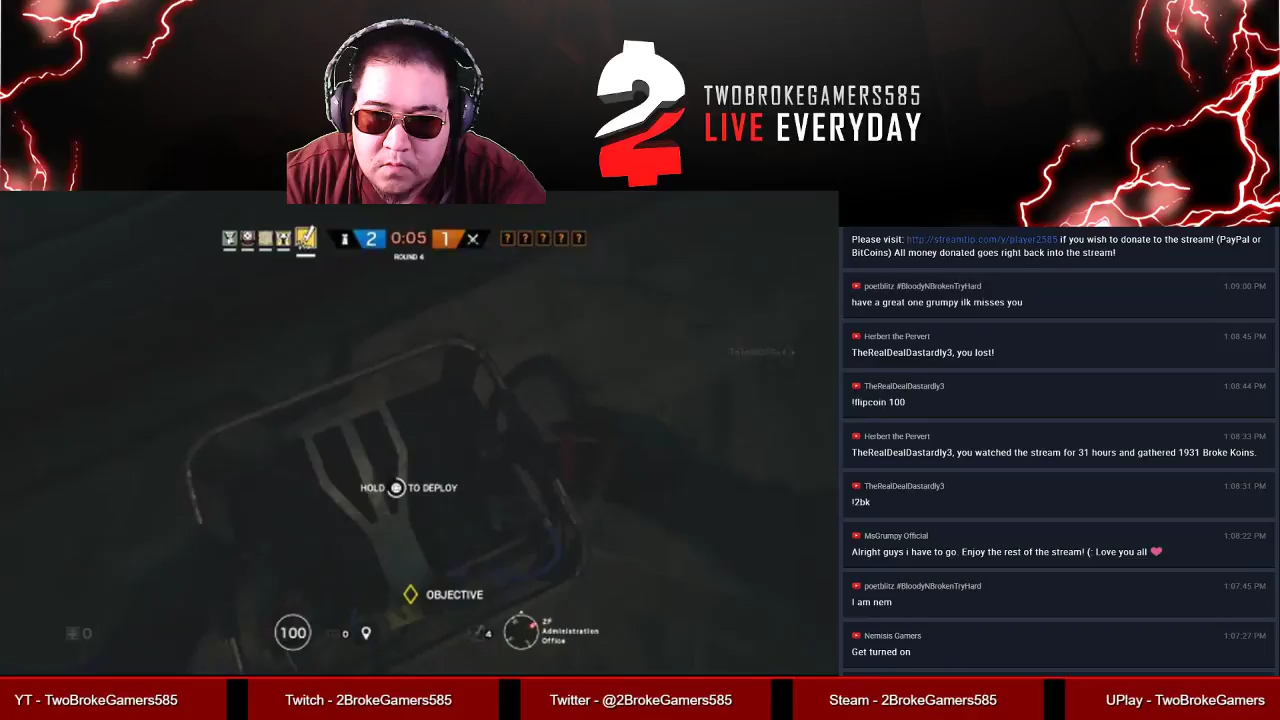 2
TWOBROKEGAMERS585
LIVE EVERYDAY
2 0:05 1
ROUND 4
? ? ? ? ?
HOLD TO DEPLOY
OBJECTIVE
0
100
0
4
2F
Administration
Office
Please visit: http://streamtip.com/y/player2585 if you wish to donate to the stream! (PayPal or
BitCoins) All money donated goes right back into the stream!
poetblitz #BloodyNBrokenTryHard 1:09:00 PM
have a great one grumpy ilk misses you
Herbert the Pervert 1:08:45 PM
TheRealDealDastardly3, you lost!
TheRealDealDastardly3 1:08:44 PM
!flipcoin 100
Herbert the Pervert 1:08:33 PM
TheRealDealDastardly3, you watched the stream for 31 hours and gathered 1931 Broke Koins.
TheRealDealDastardly3 1:08:31 PM
!2bk
MsGrumpy Official 1:08:22 PM
Alright guys i have to go. Enjoy the rest of the stream! (: Love you all
poetblitz #BloodyNBrokenTryHard 1:07:45 PM
I am nem
Nemisis Gamers 1:07:27 PM
Get turned on
YT - TwoBrokeGamers585 Twitch - 2BrokeGamers585 Twitter - @2BrokeGamers585 Steam - 2BrokeGamers585 UPlay - TwoBrokeGamers